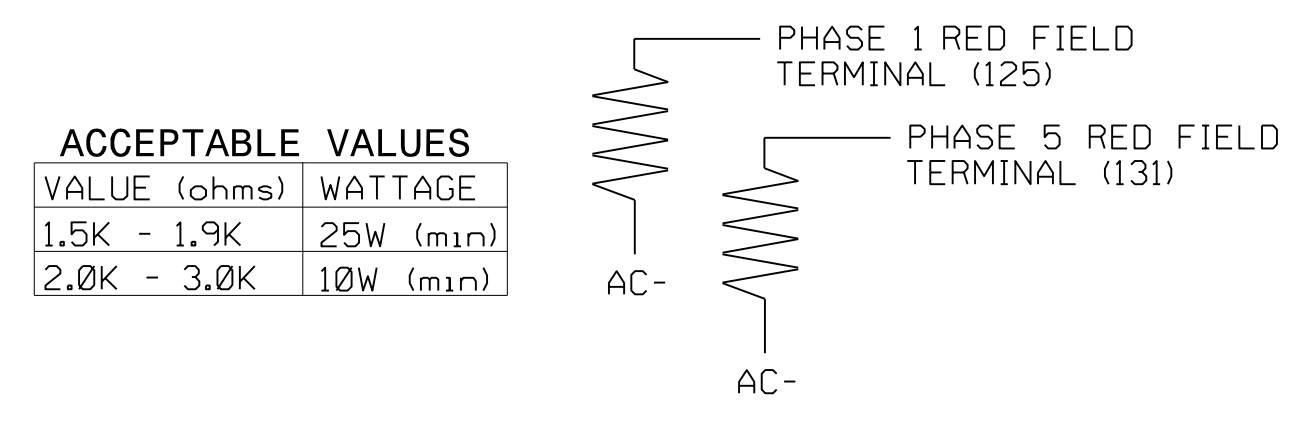 ACCEPTABLE VALUES
VALUE (ohms) WATTAGE
1.5K - 1.9K 25W (min)
2.0K - 3.0K 10W (min)
PHASE 1 RED FIELD
TERMINAL (125)
AC-
PHASE 5 RED FIELD
TERMINAL (131)
AC-